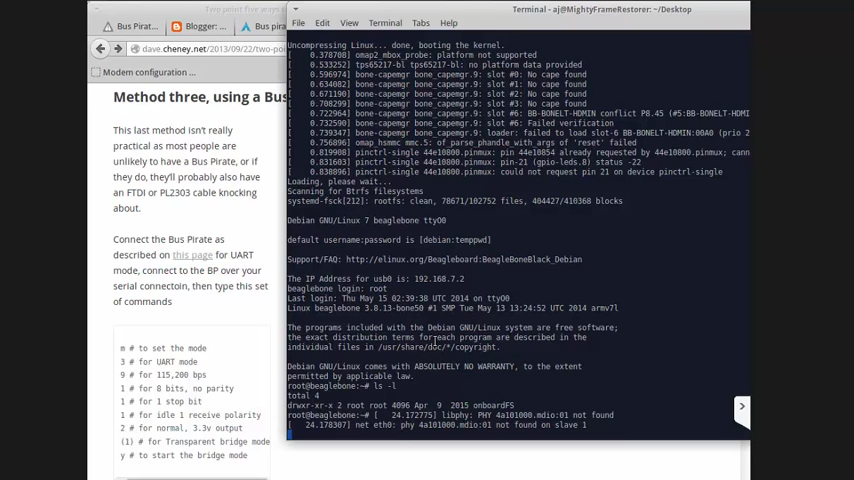 Two point five ways
Terminal - aj@MightyFrameRestorer:~/Desktop
Bus Pirat...
Blogger: ...
Bus pira
File Edit View Terminal Tabs Help
dave.cheney.net/2013/09/22/two-po
Modem configuration ...
Method three, using a Bus
This last method isn't really
practical as most people are
unlikely to have a Bus Pirate, or if
they do, they'll probably also have
an FTDI or PL2303 cable knocking
about.
Connect the Bus Pirate as
described on this page for UART
mode, connect to the BP over your
serial connectoin, then type this set
of commands
m # to set the mode
3 # for UART mode
9 # for 115,200 bps
1 # for 8 bits, no parity
1 # for 1 stop bit
1 # for idle 1 receive polarity
2 # for normal, 3.3v output
(1) # for Transparent bridge mode
y # to start the bridge mode
Uncompressing Linux... done, booting the kernel.
[    0.378708] omap2_mbox_probe: platform not supported
[    0.533252] tps65217-bl tps65217-bl: no platform data provided
[    0.596974] bone-capemgr bone_capemgr.9: slot #0: No cape found
[    0.634082] bone-capemgr bone_capemgr.9: slot #1: No cape found
[    0.671190] bone-capemgr bone_capemgr.9: slot #2: No cape found
[    0.708299] bone-capemgr bone_capemgr.9: slot #3: No cape found
[    0.722964] bone-capemgr bone_capemgr.9: slot #6: BB-BONELT-HDMIN conflict P8.45 (#5:BB-BONELT-HDMI
[    0.732590] bone-capemgr bone_capemgr.9: slot #6: Failed verification
[    0.739347] bone-capemgr bone_capemgr.9: loader: failed to load slot-6 BB-BONELT-HDMIN:00A0 (prio 2
[    0.756896] omap_hsmmc mmc.5: of_parse_phandle_with_args of 'reset' failed
[    0.819908] pinctrl-single 44e10800.pinmux: pin 44e10854 already requested by 44e10800.pinmux; cann
[    0.831603] pinctrl-single 44e10800.pinmux: pin-21 (gpio-leds.8) status -22
[    0.838896] pinctrl-single 44e10800.pinmux: could not request pin 21 on device pinctrl-single
Loading, please wait...
Scanning for Btrfs filesystems
systemd-fsck[212]: rootfs: clean, 78671/102752 files, 404427/410368 blocks
Debian GNU/Linux 7 beaglebone ttyO0
default username:password is [debian:temppwd]
Support/FAQ: http://elinux.org/Beagleboard:BeagleBoneBlack_Debian
The IP Address for usb0 is: 192.168.7.2
beaglebone login: root
Last login: Thu May 15 02:39:38 UTC 2014 on ttyO0
Linux beaglebone 3.8.13-bone50 #1 SMP Tue May 13 13:24:52 UTC 2014 armv7l
The programs included with the Debian GNU/Linux system are free software;
the exact distribution terms for each program are described in the
individual files in /usr/share/doc/*/copyright.
Debian GNU/Linux comes with ABSOLUTELY NO WARRANTY, to the extent
permitted by applicable law.
root@beaglebone:~# ls -l
total 4
drwxr-xr-x 2 root root 4096 Apr  9  2015 onboardFS
root@beaglebone:~# [   24.172775] libphy: PHY 4a101000.mdio:01 not found
[   24.178307] net eth0: phy 4a101000.mdio:01 not found on slave 1